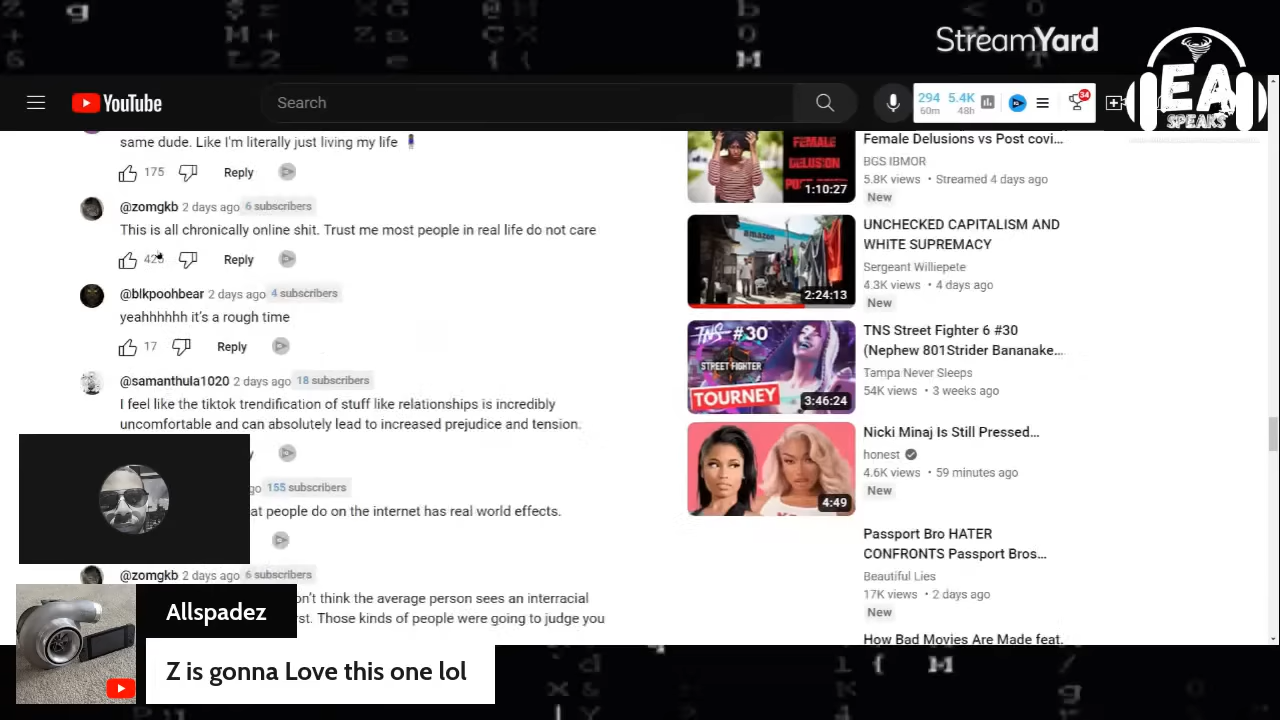 StreamYard
EA
SPEAKS
YouTube
Search
294 5.4K
60m 48h
34
same dude. Like I'm literally just living my life
175 Reply
@zomgkb 2 days ago 6 subscribers
This is all chronically online shit. Trust me most people in real life do not care
Reply
@blkpoohbear 2 days ago 4 subscribers
yeahhhhhh it's a rough time
17 Reply
@samanthula1020 2 days ago 18 subscribers
I feel like the tiktok trendification of stuff like relationships is incredibly
uncomfortable and can absolutely lead to increased prejudice and tension.
155 subscribers
people do on the internet has real world effects.
@zomgkb 2 days ago 6 subscribers
think the average person sees an interracial
Those kinds of people were going to judge you
FEMALE
DELUSION
1:10:27
Female Delusions vs Post covi...
BGS IBMOR
5.8K views • Streamed 4 days ago
New
amazon
2:24:13
UNCHECKED CAPITALISM AND
WHITE SUPREMACY
Sergeant Williepete
4.3K views • 4 days ago
New
TNS #30
STREET FIGHTER
TOURNEY
3:46:24
TNS Street Fighter 6 #30
(Nephew 801Strider Bananake...
Tampa Never Sleeps
54K views • 3 weeks ago
4:49
Nicki Minaj Is Still Pressed...
honest
4.6K views • 59 minutes ago
New
Passport Bro HATER
CONFRONTS Passport Bros...
Beautiful Lies
17K views • 2 days ago
New
How Bad Movies Are Made feat.
Allspadez
Z is gonna Love this one lol